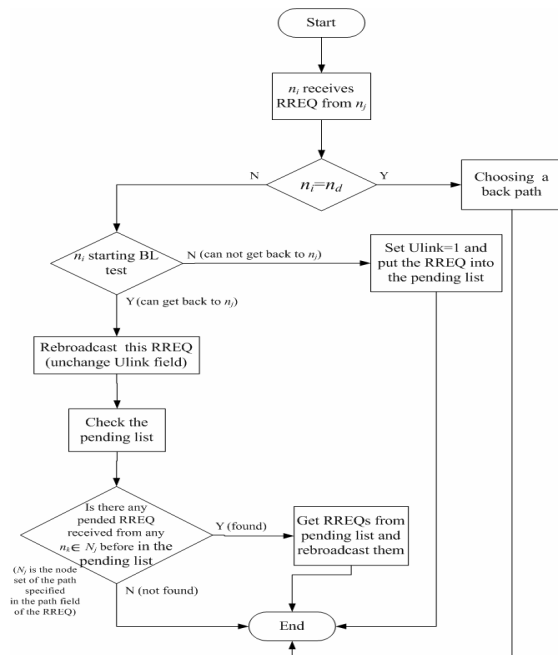 Start
nᵢ receives
RREQ from nⱼ
N
nᵢ=n_d
Y
Choosing a
back path
nᵢ starting BL
test
N (can not get back to nⱼ)
Set Ulink=1 and
put the RREQ into
the pending list
Y(can get back to nⱼ)
Rebroadcast this RREQ
(unchange Ulink field)
Check the
pending list
Is there any
pended RREQ
received from any
nₖ∈ Nⱼ before in the
pending list
Y (found)
Get RREQs from
pending list and
rebroadcast them
(Nⱼ is the node
set of the path
specified
in the path field
of the RREQ)
N (not found)
End